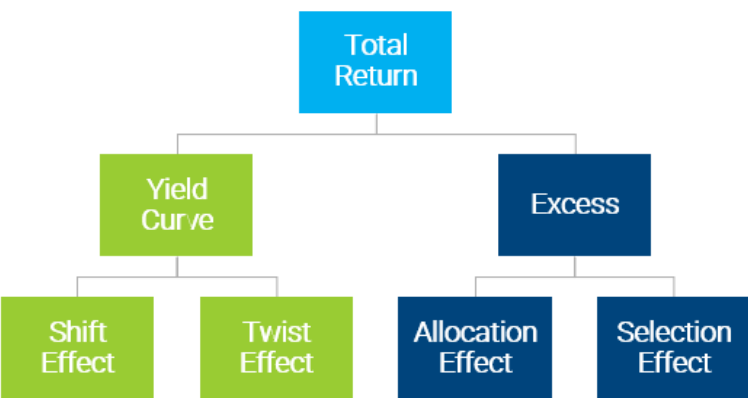 Total
Return
Yield
Curve
Excess
Shift
Effect
Twist
Effect
Allocation
Effect
Selection
Effect